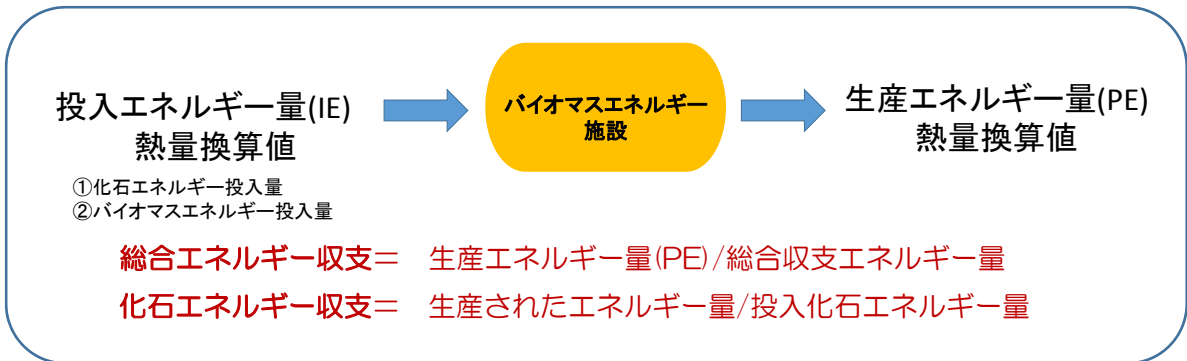 投入エネルギー量(IE)
熱量換算値
①化石エネルギー投入量
②バイオマスエネルギー投入量
バイオマスエネルギー
施設
生産エネルギー量(PE)
熱量換算値
総合エネルギー収支＝　生産エネルギー量(PE)/総合収支エネルギー量
化石エネルギー収支＝　生産されたエネルギー量/投入化石エネルギー量